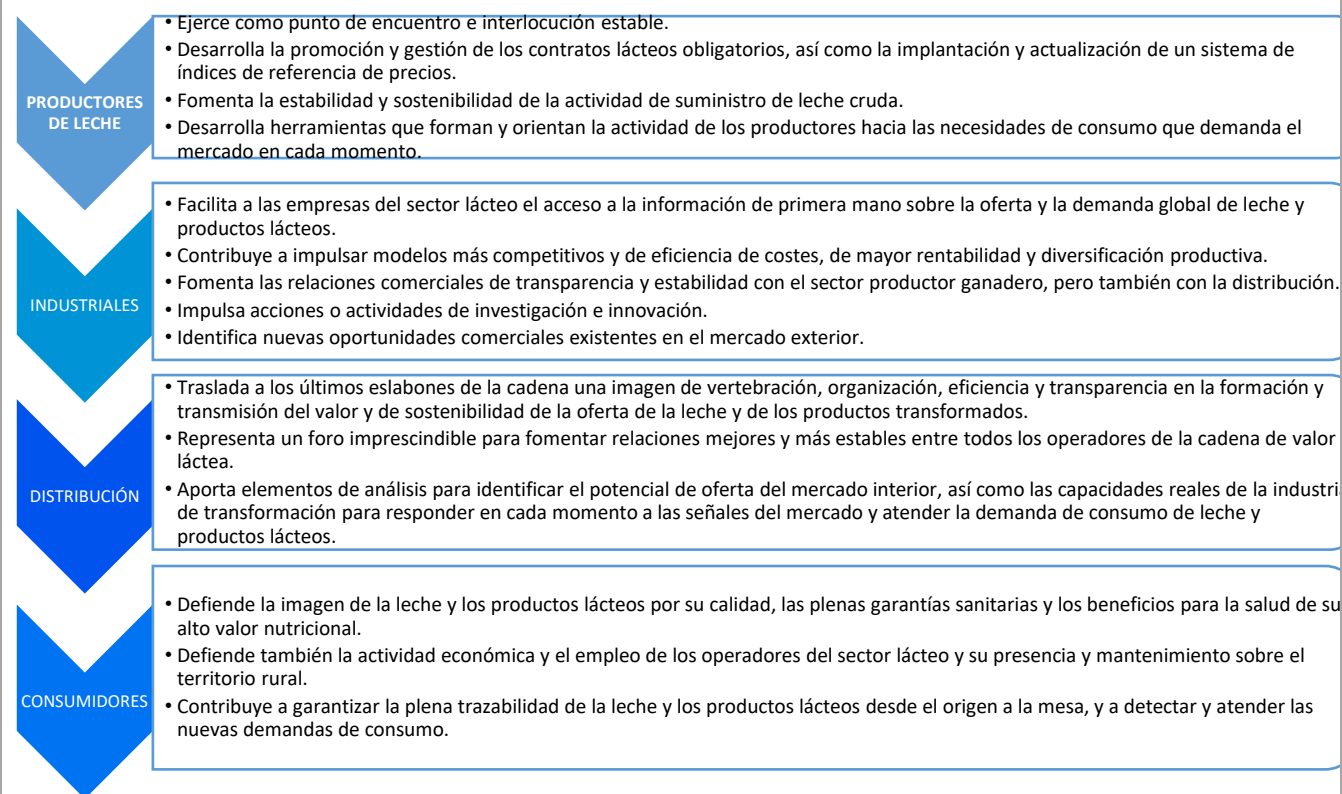 • Ejerce como punto de encuentro e interlocución estable.
• Desarrolla la promoción y gestión de los contratos lácteos obligatorios, así como la implantación y actualización de un sistema de
índices de referencia de precios.
PRODUCTORES
DE LECHE
• Fomenta la estabilidad y sostenibilidad de la actividad de suministro de leche cruda.
• Desarrolla herramientas que forman y orientan la actividad de los productores hacia las necesidades de consumo que demanda el
mercado en cada momento.
• Facilita a las empresas del sector lácteo el acceso a la información de primera mano sobre la oferta y la demanda global de leche y
productos lácteos.
• Contribuye a impulsar modelos más competitivos y de eficiencia de costes, de mayor rentabilidad y diversificación productiva.
• Fomenta las relaciones comerciales de transparencia y estabilidad con el sector productor ganadero, pero también con la distribución.
INDUSTRIALES
• Impulsa acciones o actividades de investigación e innovación.
• Identifica nuevas oportunidades comerciales existentes en el mercado exterior.
• Traslada a los últimos eslabones de la cadena una imagen de vertebración, organización, eficiencia y transparencia en la formación y
transmisión del valor y de sostenibilidad de la oferta de la leche y de los productos transformados.
• Representa un foro imprescindible para fomentar relaciones mejores y más estables entre todos los operadores de la cadena de valor
láctea.
DISTRIBUCIÓN
• Aporta elementos de análisis para identificar el potencial de oferta del mercado interior, así como las capacidades reales de la industri
de transformación para responder en cada momento a las señales del mercado y atender la demanda de consumo de leche y
productos lácteos.
• Defiende la imagen de la leche y los productos lácteos por su calidad, las plenas garantías sanitarias y los beneficios para la salud de su
alto valor nutricional.
• Defiende también la actividad económica y el empleo de los operadores del sector lácteo y su presencia y mantenimiento sobre el
territorio rural.
CONSUMIDORES
• Contribuye a garantizar la plena trazabilidad de la leche y los productos lácteos desde el origen a la mesa, y a detectar y atender las
nuevas demandas de consumo.